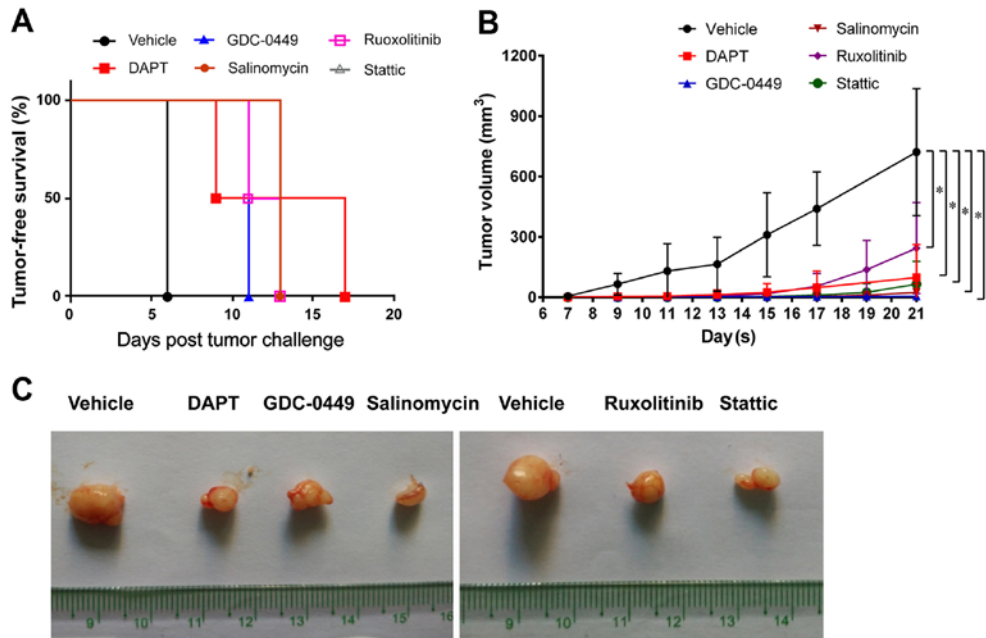 A
Vehicle GDC-0449 Ruoxolitinib
DAPT Salinomycin Stattic
Tumor-free survival (%)
100
50
0
0 5 10 15 20
Days post tumor challenge
B
Vehicle Salinomycin
DAPT Ruxolitinib
GDC-0449 Stattic
Tumor volume (mm³)
1200
900
600
300
0
6 7 8 9 10 11 12 13 14 15 16 17 18 19 20 21
Day(s)
* * * *
C
Vehicle DAPT GDC-0449 Salinomycin Vehicle Ruxolitinib Stattic
9 10 11 12 13 14 15 16
9 10 11 12 13 14